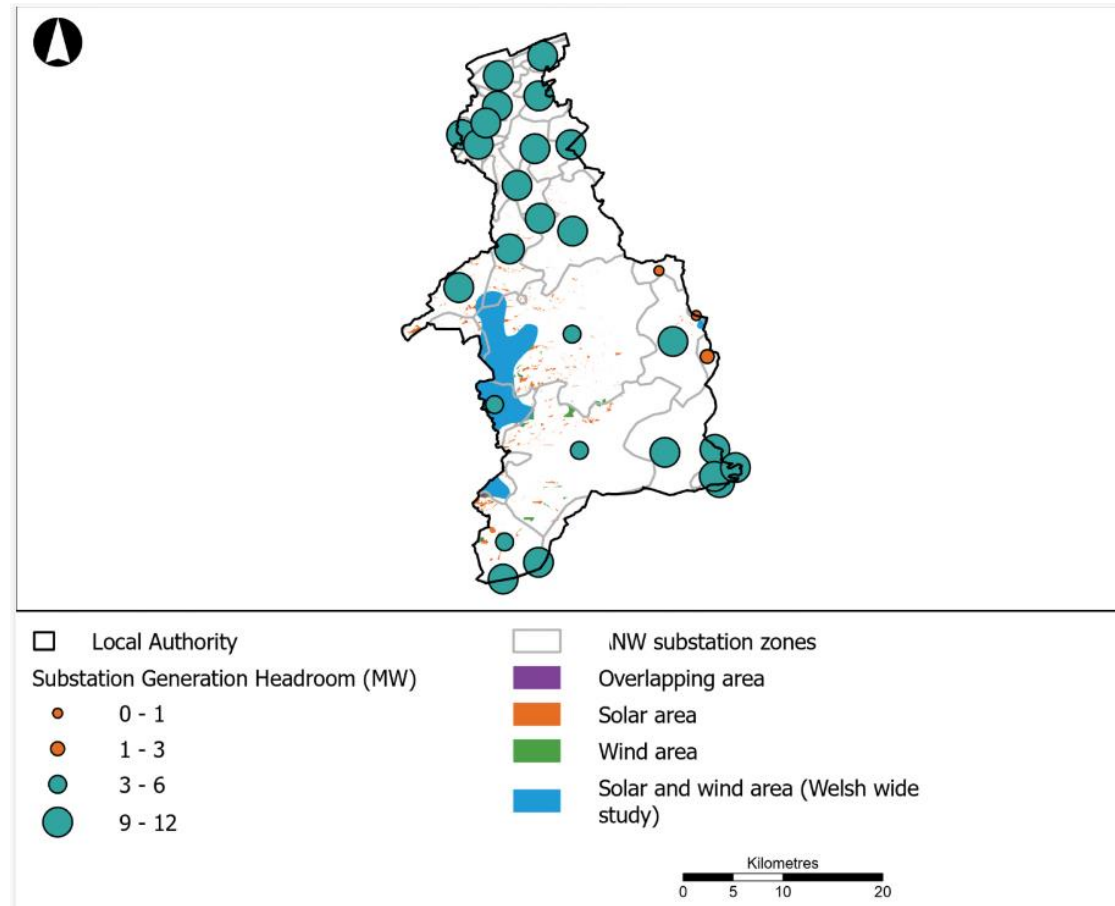 Local Authority
Substation Generation Headroom (MW)
0 - 1
1 - 3
3 - 6
9 - 12
NW substation zones
Overlapping area
Solar area
Wind area
Solar and wind area (Welsh wide
study)
Kilometres
0 5 10 20